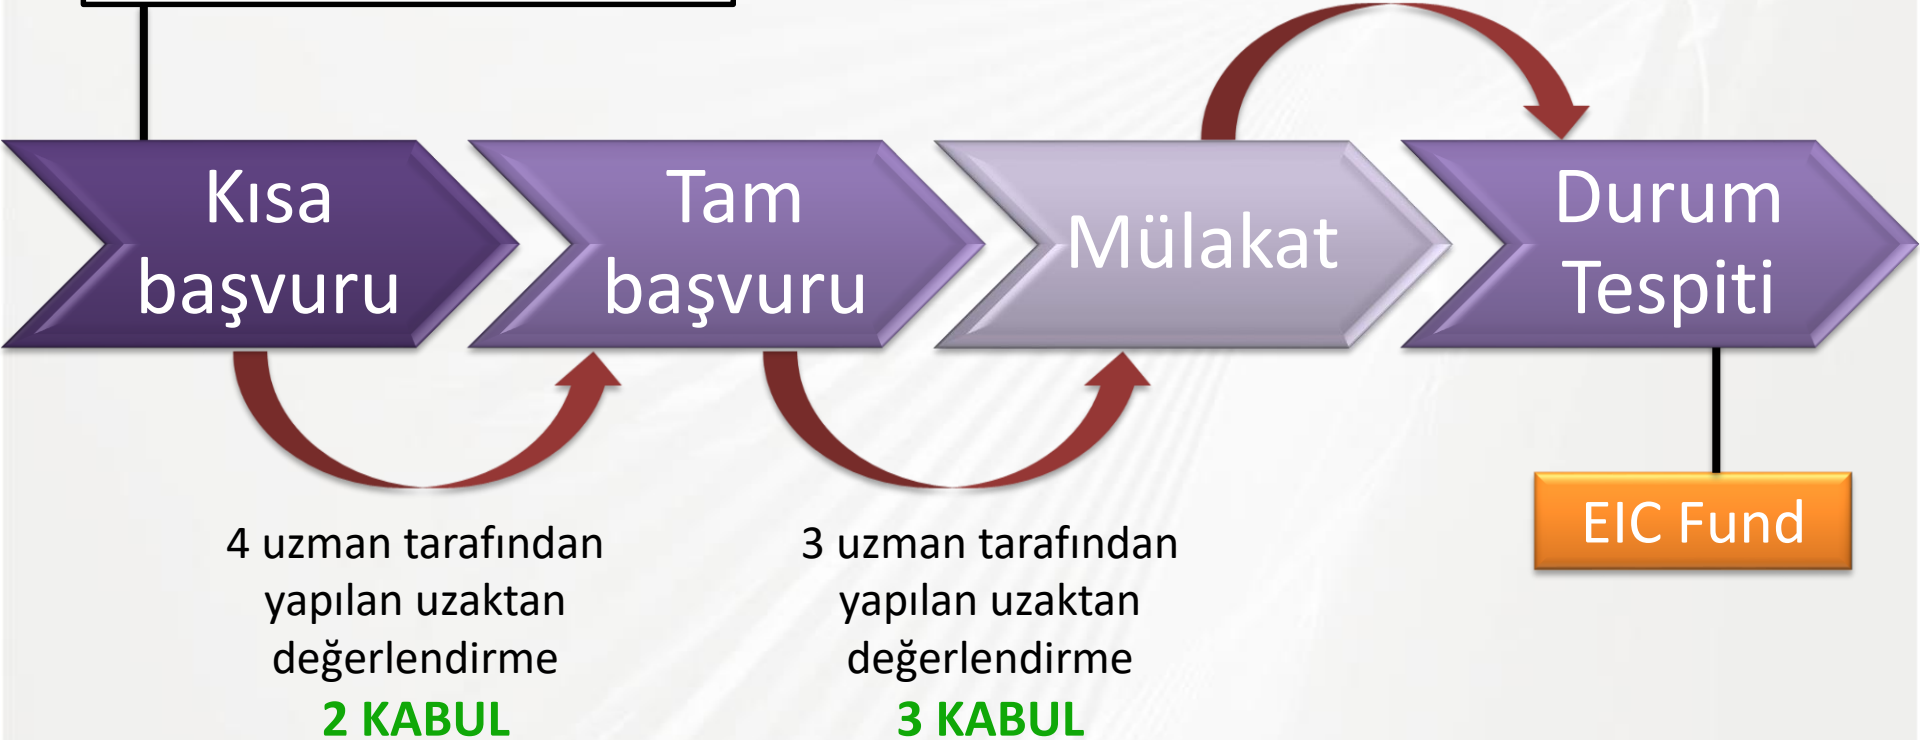 Kısa
başvuru
Tam
başvuru
Mülakat
Durum
Tespiti
4 uzman tarafından
yapılan uzaktan
değerlendirme
2 KABUL
3 uzman tarafından
yapılan uzaktan
değerlendirme
3 KABUL
EIC Fund